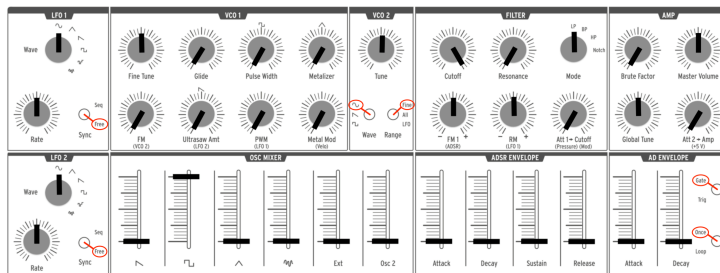 LFO 1
VCO 1
VCO 2
FILTER
AMP
Wave
Fine Tune
Glide
Pulse Width
Metalizer
Tune
Cutoff
Resonance
LP
BP
HP
Notch
Mode
Brute Factor
Master Volume
Rate
Seq
Free
Sync
FM
(VCO 2)
Ultrasaw Amt
(LFO 2)
PWM
(LFO 1)
Metal Mod
(Velo)
Wave
Fine
All
LFO
Range
- +
FM 1
(ADSR)
- +
RM
(LFO 1)
Att 1 → Cutoff
(Pressure) (Mod)
Global Tune
Att 2 → Amp
(+5 V)
LFO 2
OSC MIXER
ADSR ENVELOPE
AD ENVELOPE
Wave
Rate
Seq
Free
Sync
Ext
Osc 2
Attack
Decay
Sustain
Release
Attack
Decay
Gate
Trig
Once
Loop